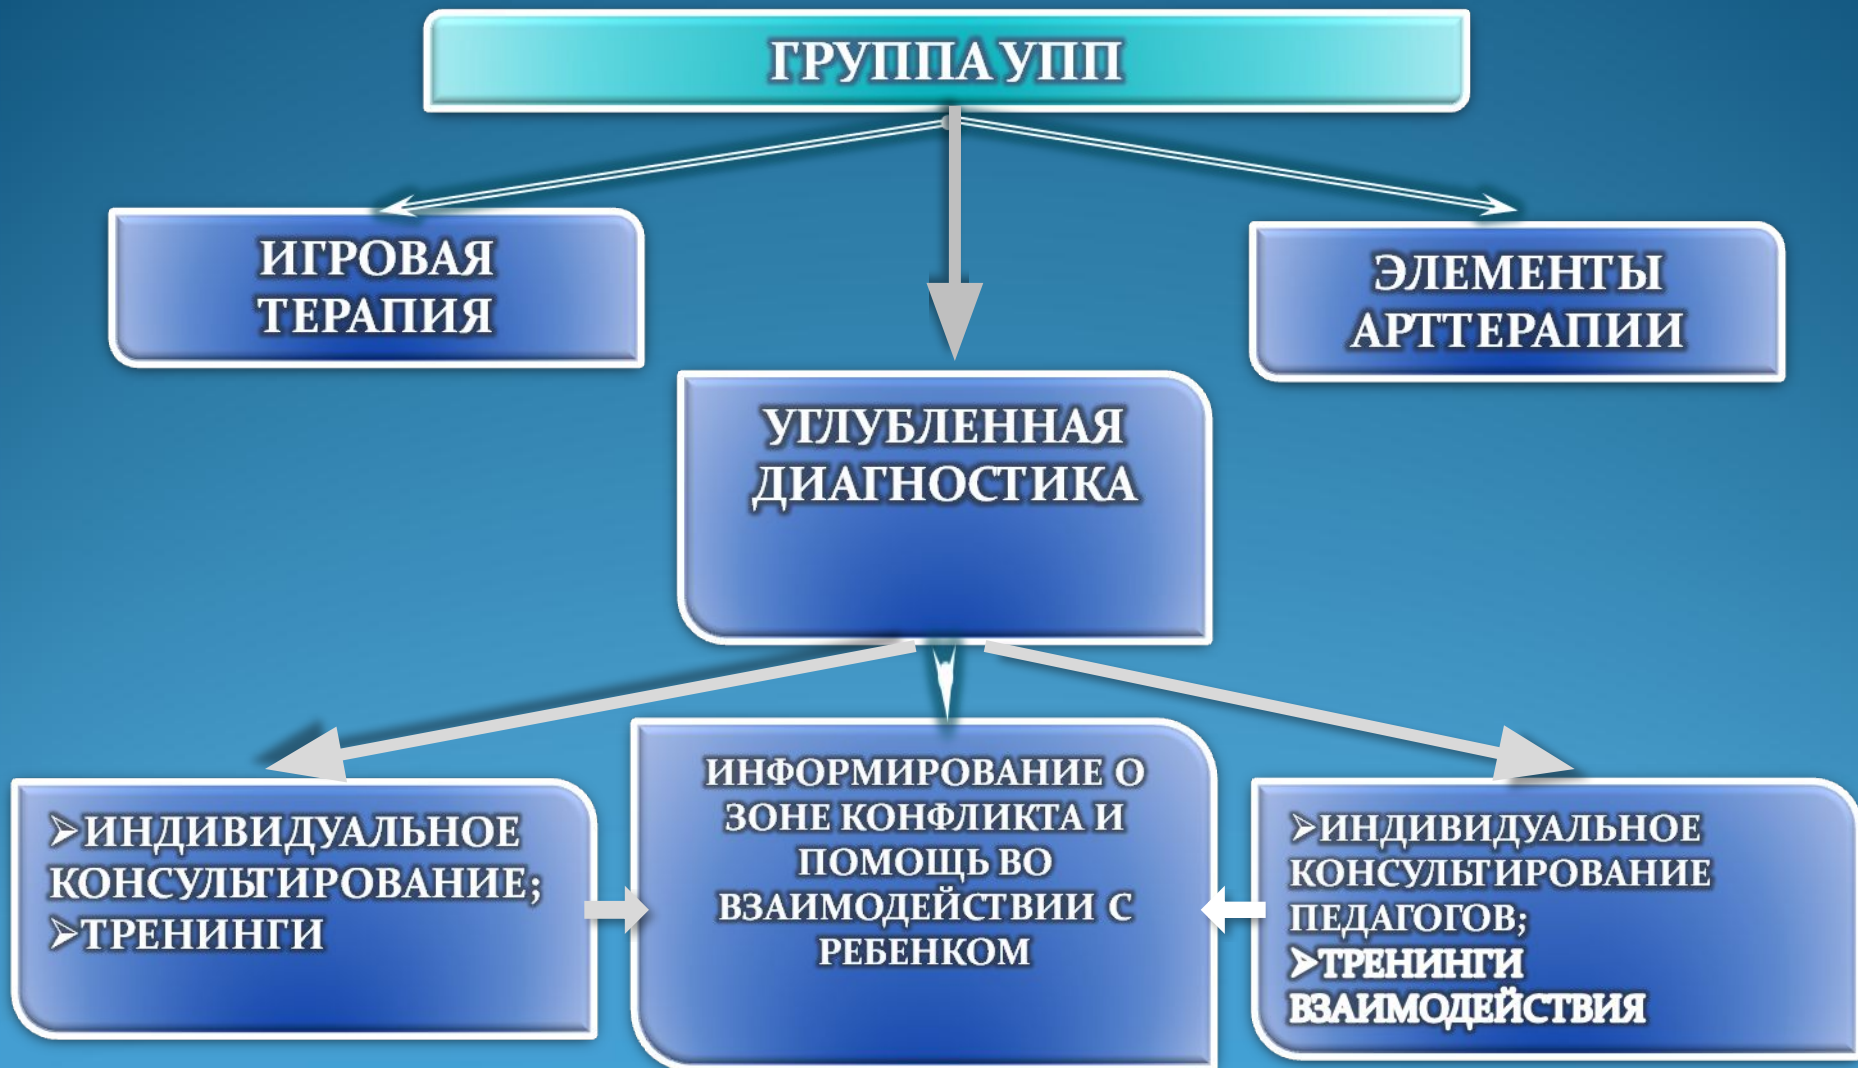 ГРУППА УПП
ИГРОВАЯ
ТЕРАПИЯ
ЭЛЕМЕНТЫ
АРТТЕРАПИИ
УГЛУБЛЕННАЯ
ДИАГНОСТИКА
➢ИНДИВИДУАЛЬНОЕ
КОНСУЛЬТИРОВАНИЕ;
➢ТРЕНИНГИ
ИНФОРМИРОВАНИЕ О
ЗОНЕ КОНФЛИКТА И
ПОМОЩЬ ВО
ВЗАИМОДЕЙСТВИИ С
РЕБЕНКОМ
➢ИНДИВИДУАЛЬНОЕ
КОНСУЛЬТИРОВАНИЕ
ПЕДАГОГОВ;
➢ТРЕНИНГИ
ВЗАИМОДЕЙСТВИЯ